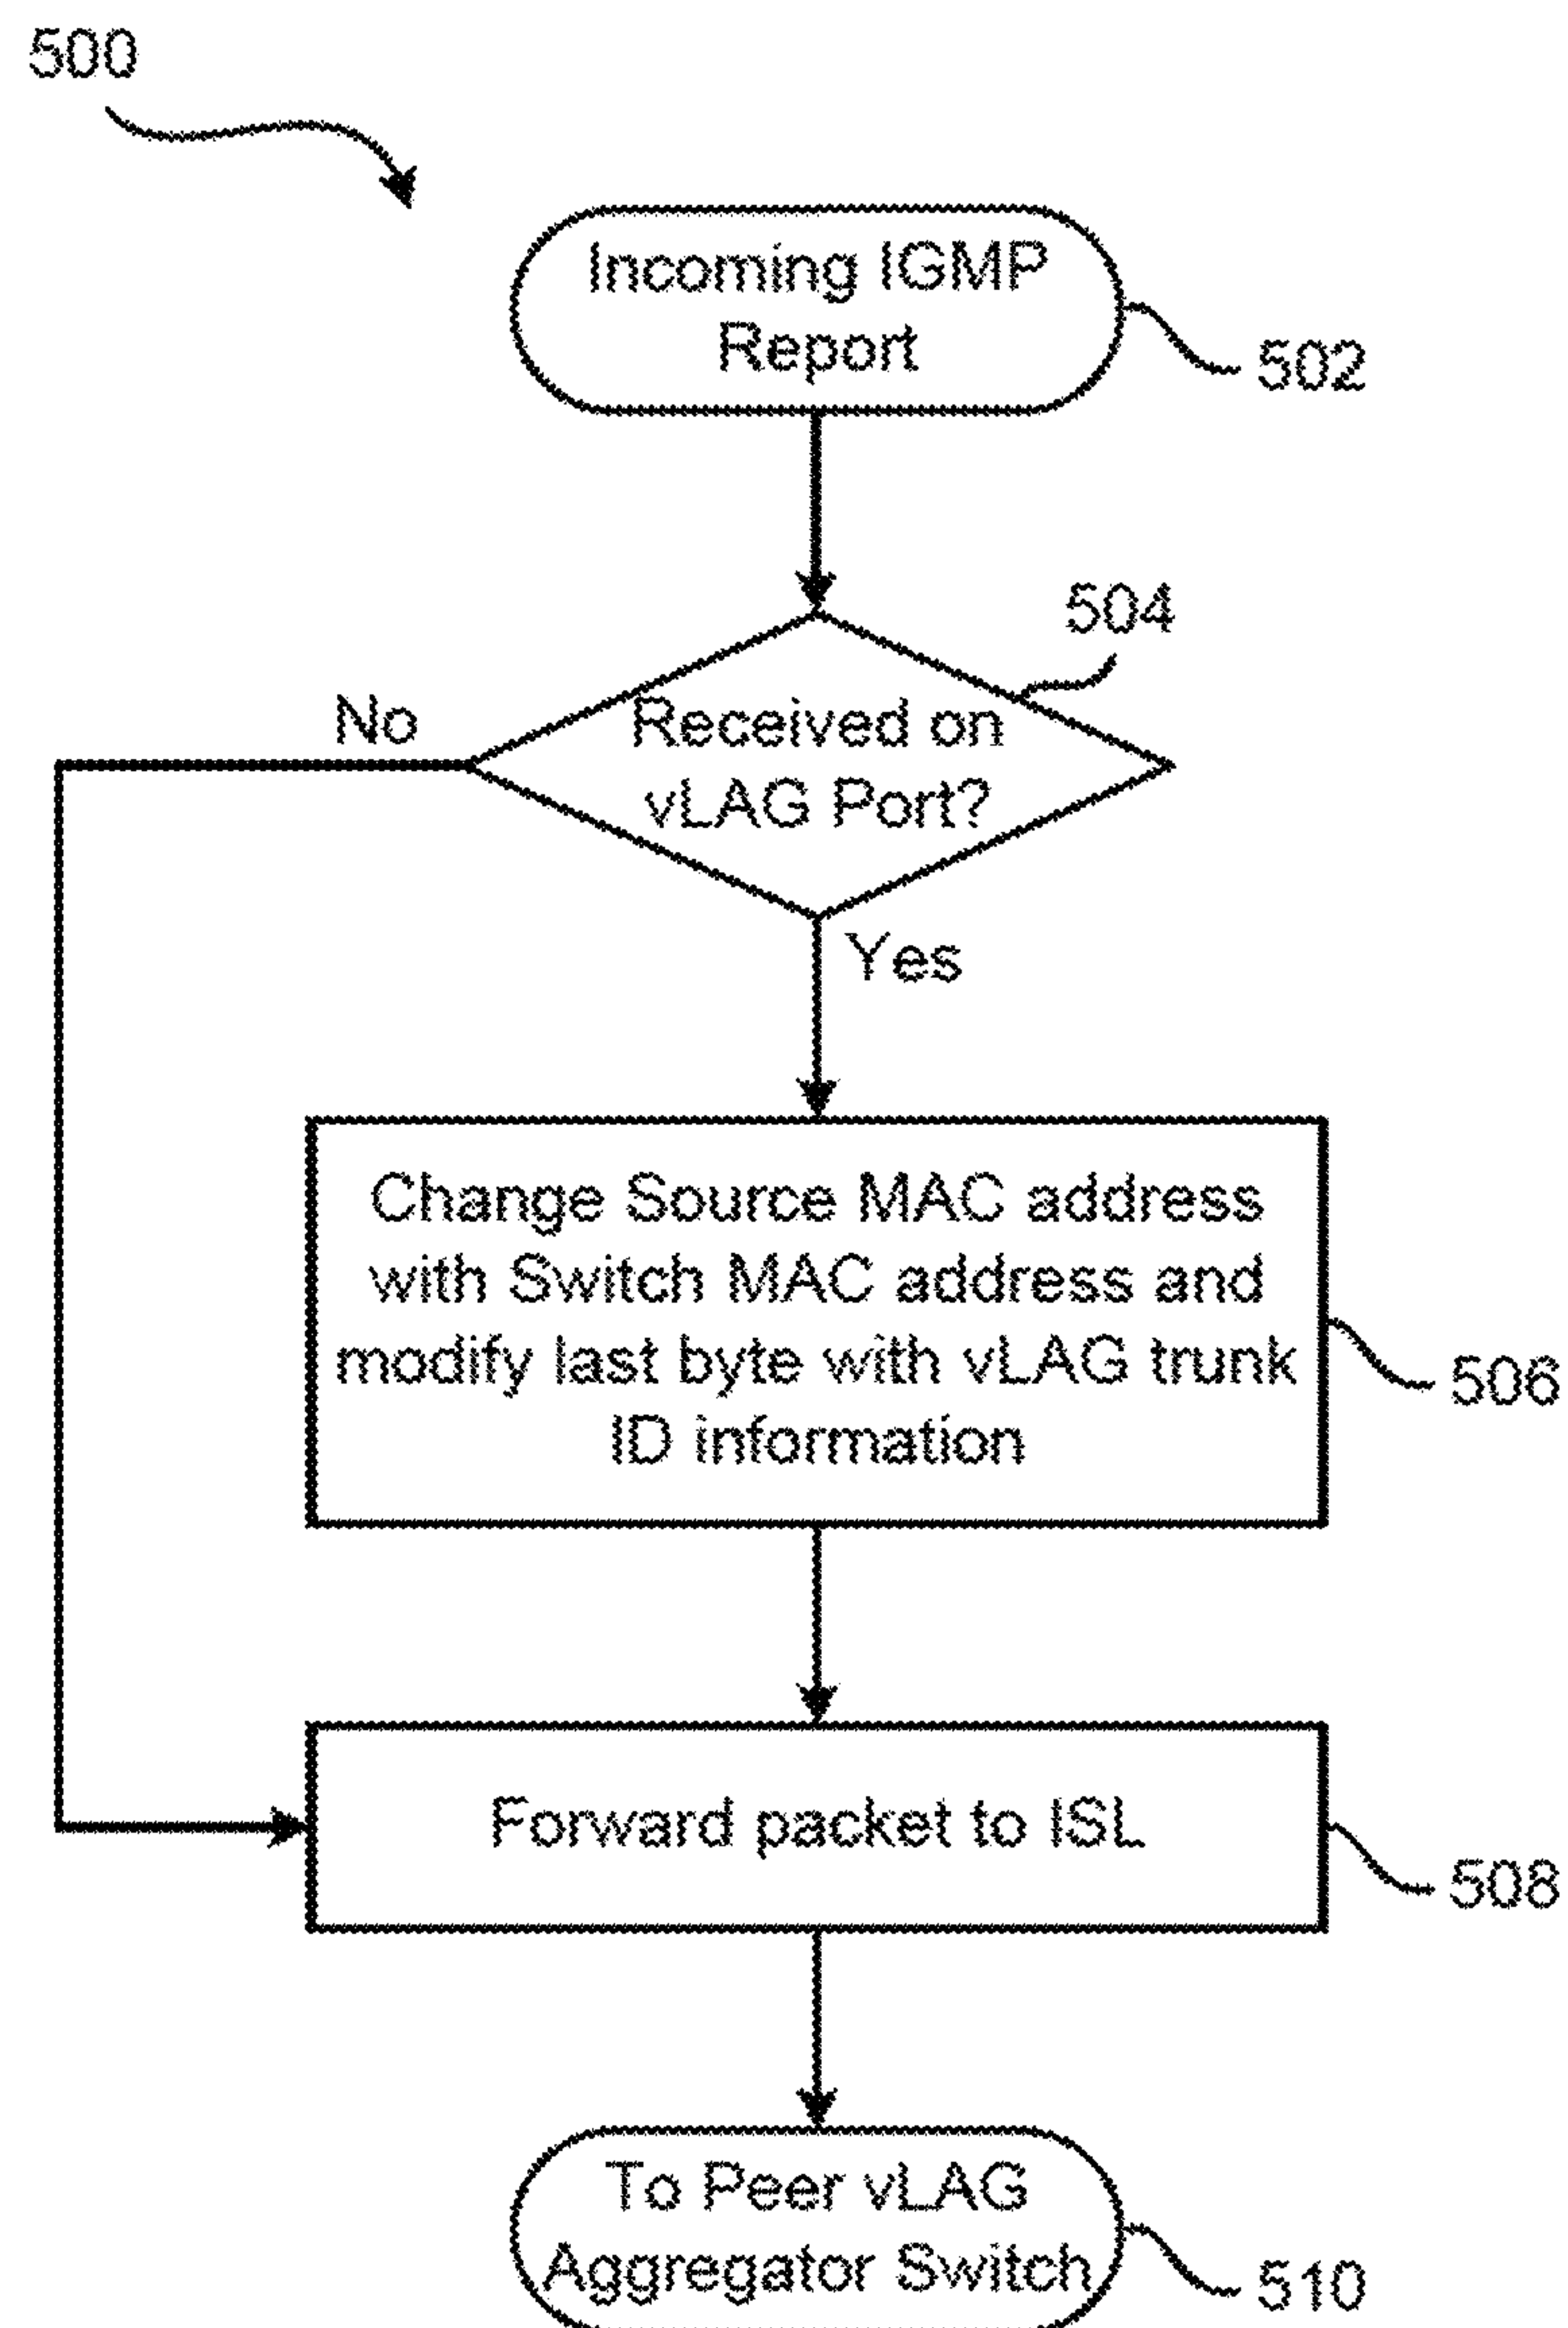 500
Incoming IGMP
Report
502
504
No
Received on
vLAG Port?
Yes
Change Source MAC address
with Switch MAC address and
modify last byte with vLAG trunk
ID information
506
Forward packet to ISL
508
To Peer vLAG
Aggregator Switch
510